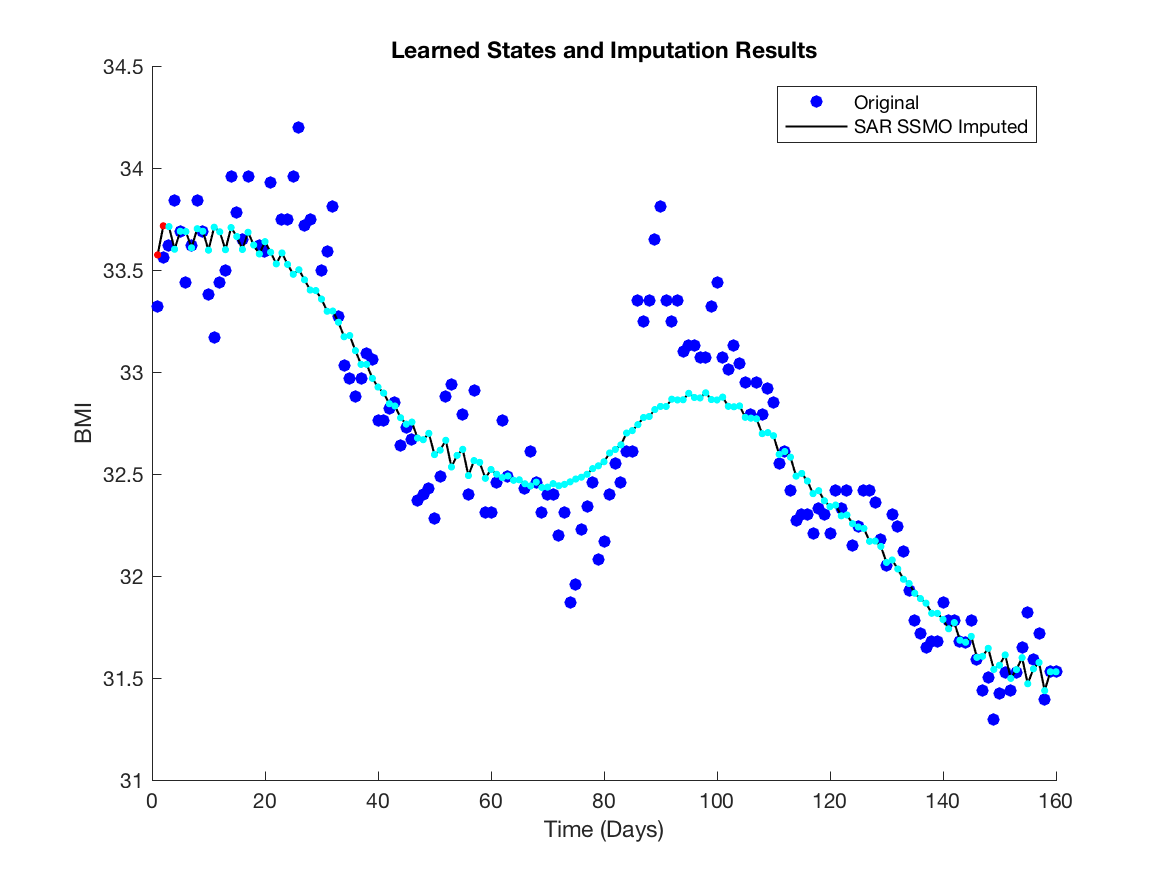 Learned States and Imputation Results
34.5
34
33.5
33
32.5
32
31.5
31
BMI
Original
SAR SSMO Imputed
0 20 40 60 80 100 120 140 160
Time (Days)